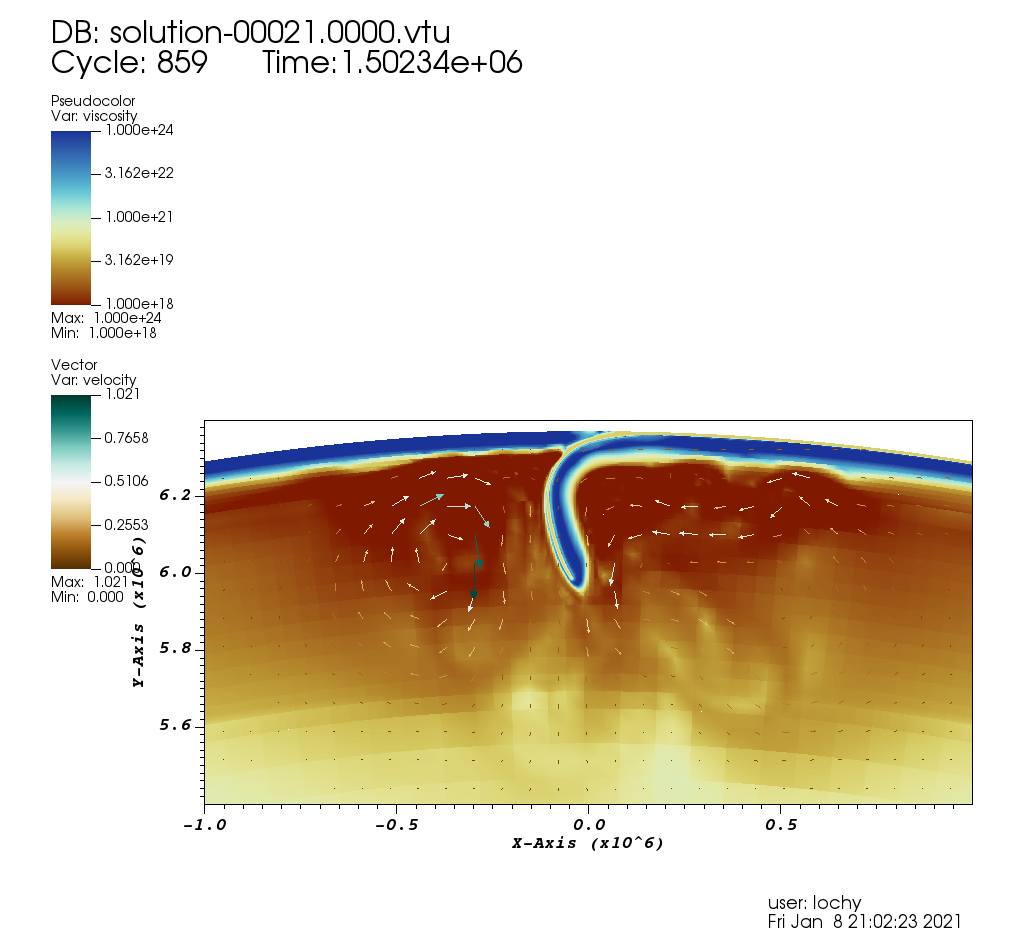 DB: solution-00021.0000.vtu
Cycle: 859 Time:1.50234e+06
Pseudocolor
Var: viscosity
1.000e+24
3.162e+22
1.000e+21
3.162e+19
1.000e+18
Max: 1.000e+24
Min: 1.000e+18
Vector
Var: velocity
1.021
0.7658
0.5106
0.2553
0.000
Max: 1.021
Min: 0.000
Y-Axis (x10^6)
6.2
6.0
5.8
5.6
-1.0
-0.5
0.0
0.5
X-Axis (x10^6)
user: lochy
Fri Jan 8 21:02:23 2021